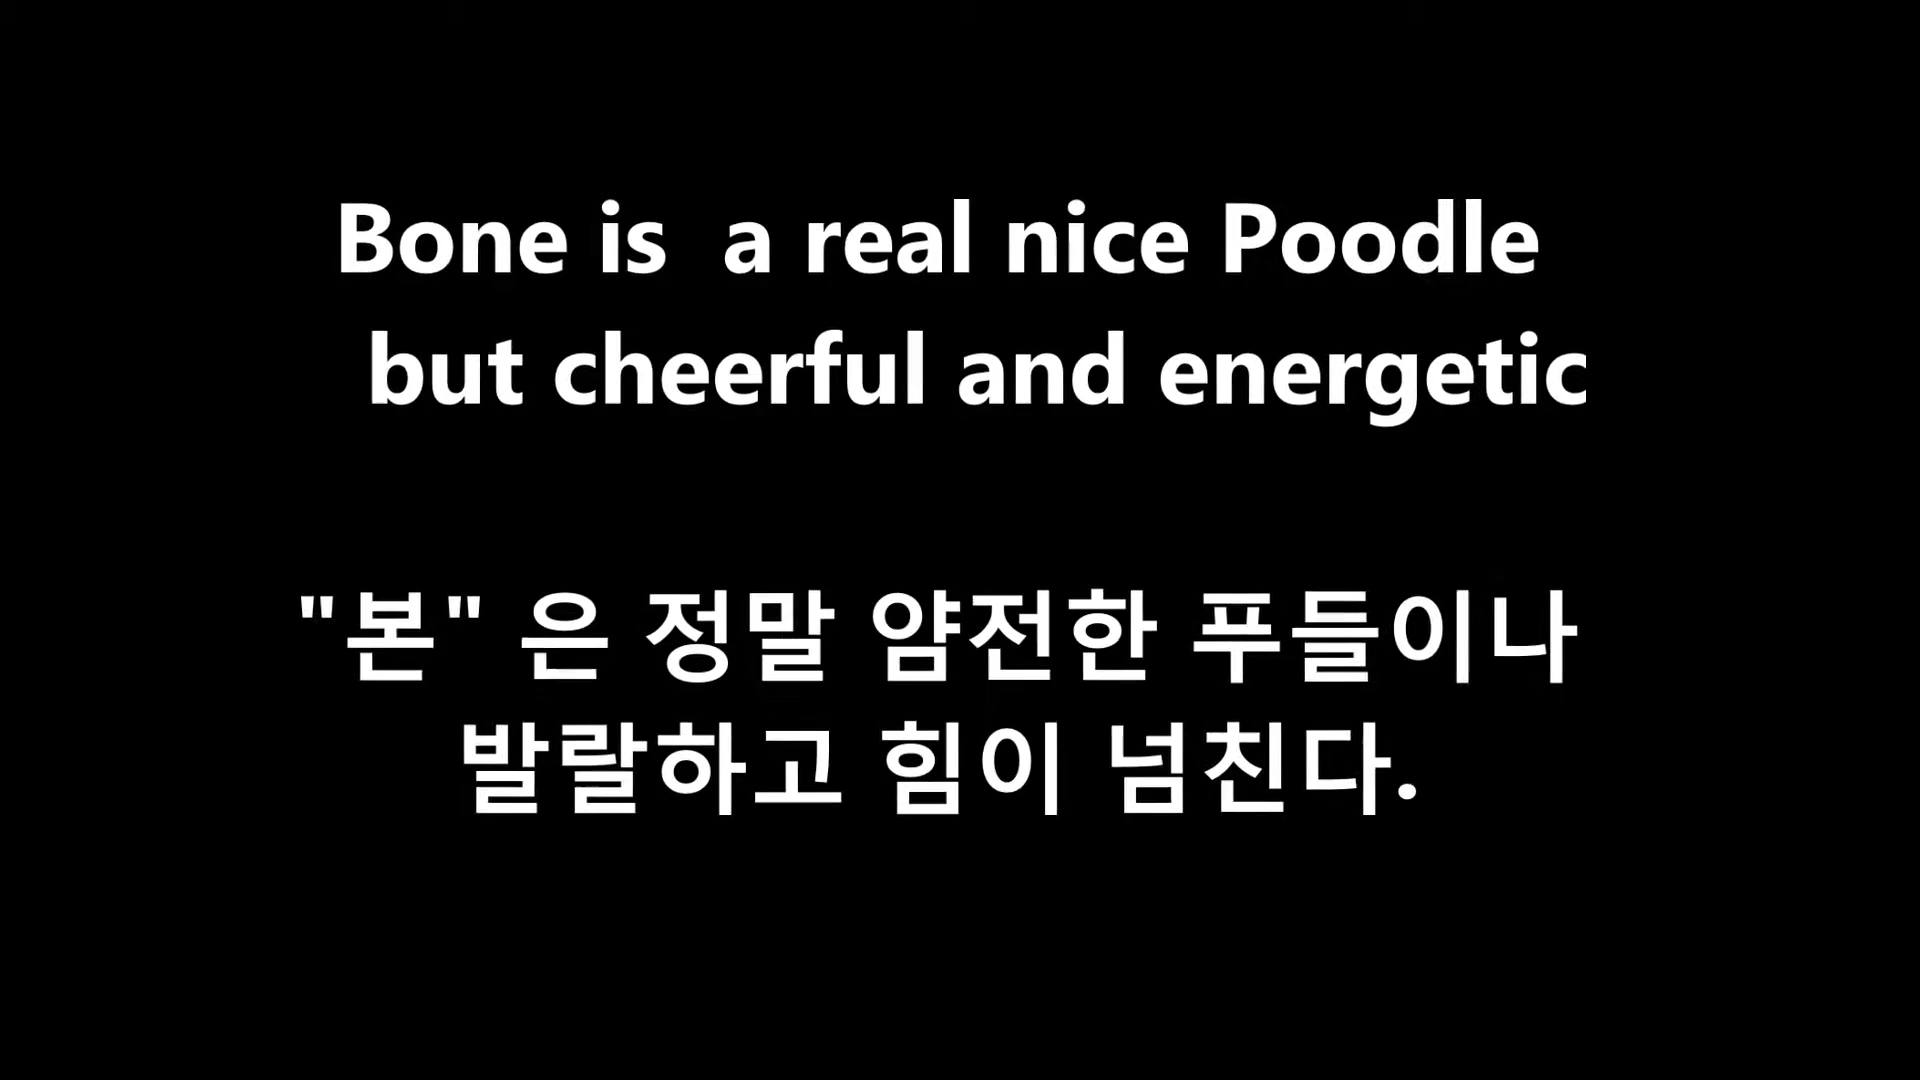 Bone is  a real nice Poodle
but cheerful and energetic
"본" 은 정말 얌전한 푸들이나
발랄하고 힘이 넘친다.